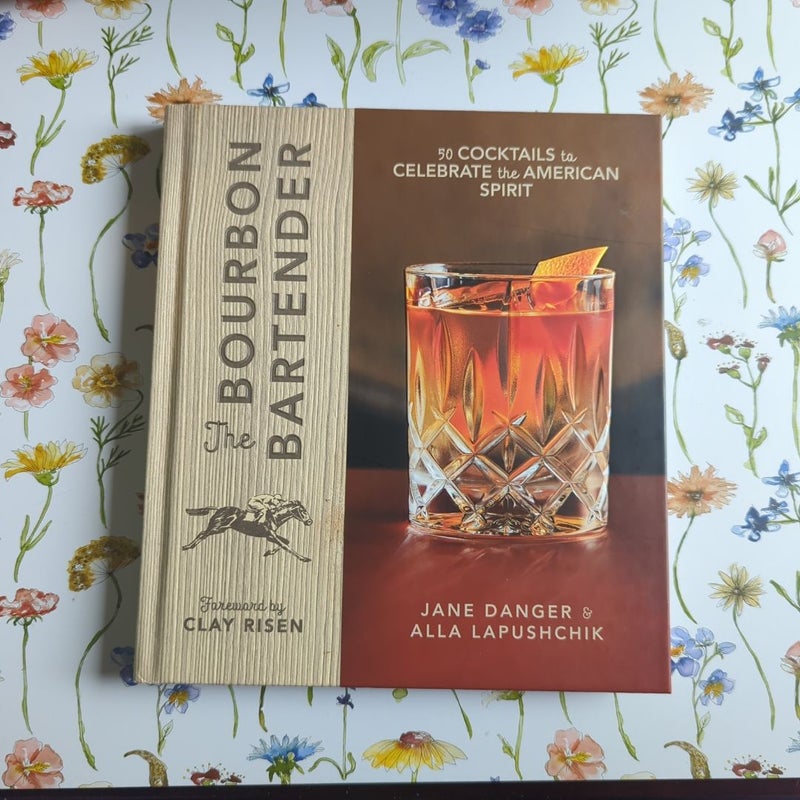 The BOURBON
BARTENDER
Foreword by
CLAY RISEN
50 COCKTAILS to
CELEBRATE the AMERICAN
SPIRIT
JANE DANGER &
ALLA LAPUSHCHIK